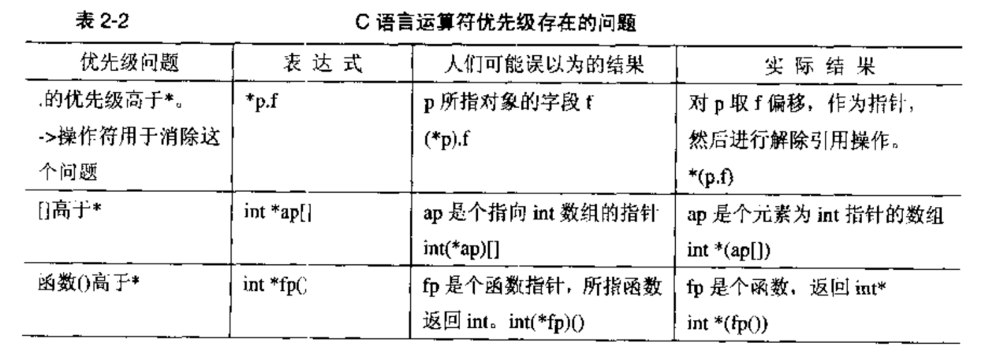 表 2-2 C 语言运算符优先级存在的问题
优先级问题 表 达 式 人们可能误以为的结果 实 际 结 果
.的优先级高于*。 *p.f p 所指对象的字段 f 对 p 取 f 偏移，作为指针，
->操作符用于消除这 (*p).f 然后进行解除引用操作。
个问题 *(p.f)
[]高于* int *ap[] ap 是个指向 int 数组的指针 ap 是个元素为 int 指针的数组
int(*ap)[] int *(ap[])
函数()高于* int *fp() fp 是个函数指针，所指函数 fp 是个函数，返回 int*
返回 int。int(*fp)() int *(fp())